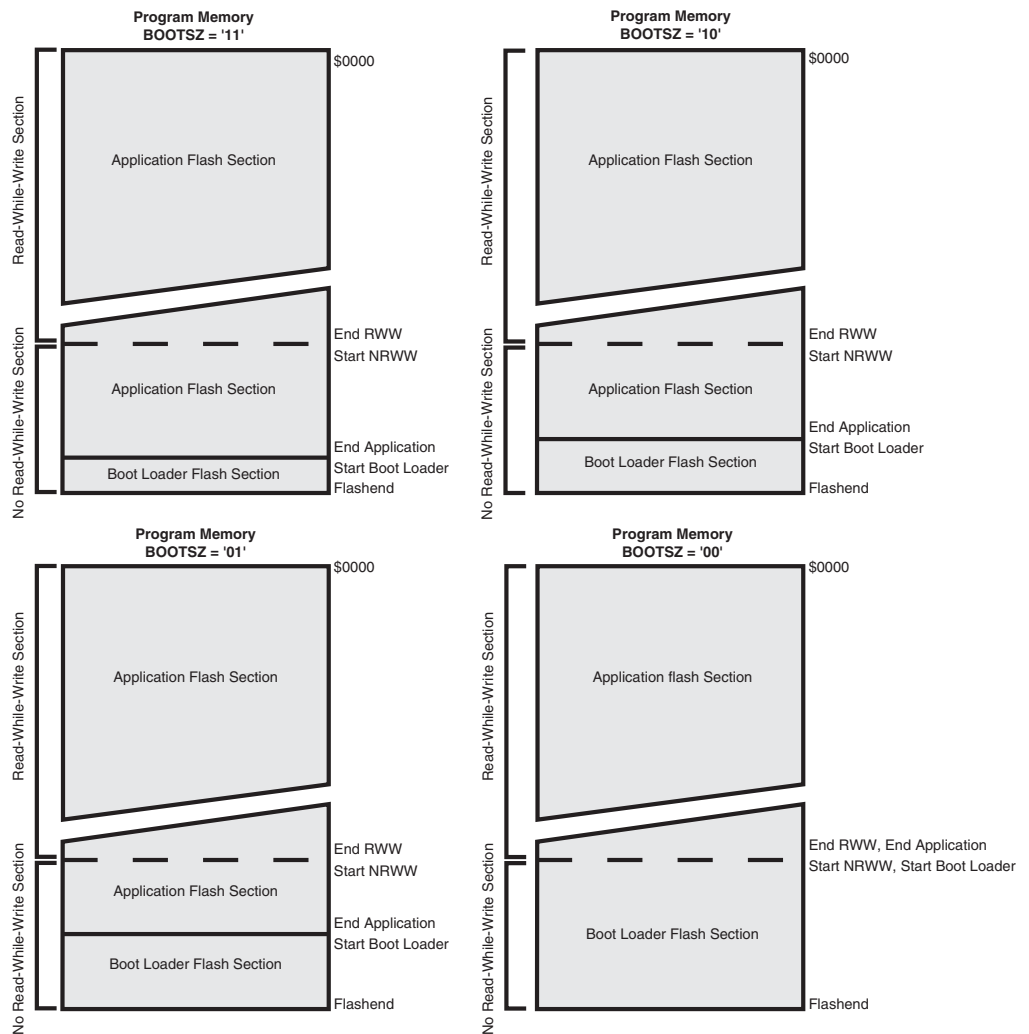 Program Memory
BOOTSZ = '11'
$0000
Read-While-Write Section
Application Flash Section
End RWW
Start NRWW
No Read-While-Write Section
Application Flash Section
End Application
Start Boot Loader
Boot Loader Flash Section
Flashend
Program Memory
BOOTSZ = '10'
$0000
Read-While-Write Section
Application Flash Section
End RWW
Start NRWW
No Read-While-Write Section
Application Flash Section
End Application
Start Boot Loader
Boot Loader Flash Section
Flashend
Program Memory
BOOTSZ = '01'
$0000
Read-While-Write Section
Application Flash Section
End RWW
Start NRWW
No Read-While-Write Section
Application Flash Section
End Application
Start Boot Loader
Boot Loader Flash Section
Flashend
Program Memory
BOOTSZ = '00'
$0000
Read-While-Write Section
Application flash Section
End RWW, End Application
Start NRWW, Start Boot Loader
No Read-While-Write Section
Boot Loader Flash Section
Flashend